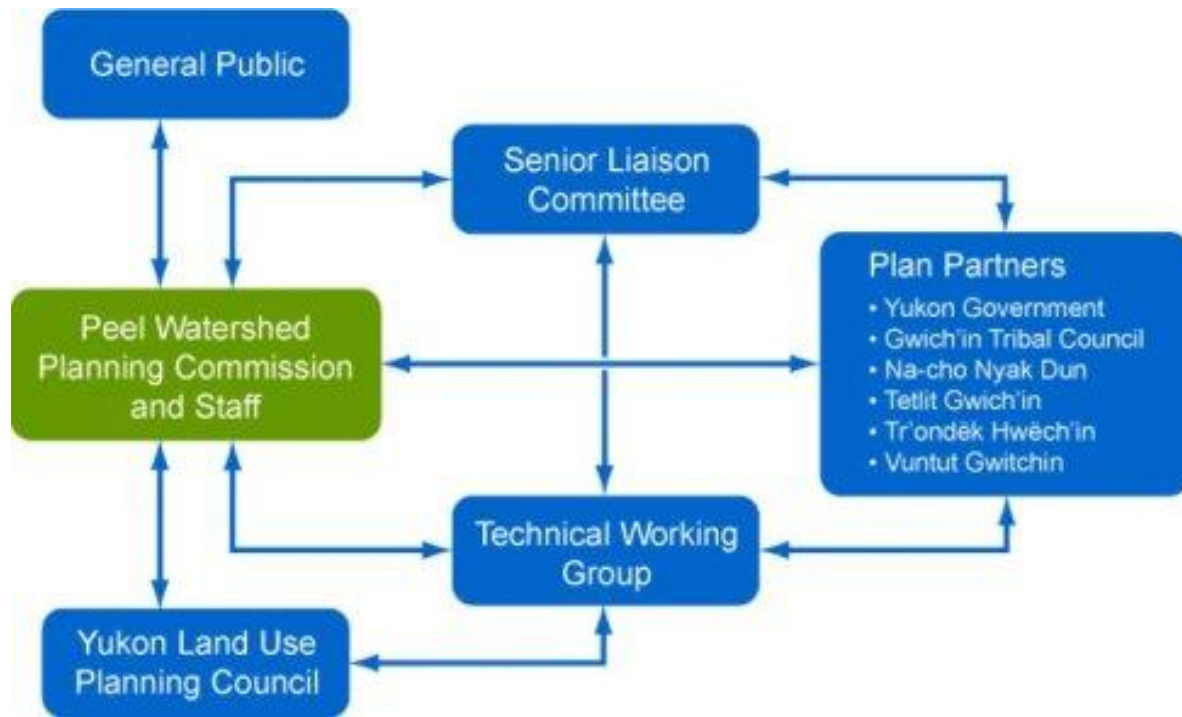 General Public
Senior Liaison
Committee
Peel Watershed
Planning Commission
and Staff
Plan Partners
• Yukon Government
• Gwich'in Tribal Council
• Na-cho Nyak Dun
• Tetlit Gwich'in
• Tr'ondëk Hwëch'in
• Vuntut Gwitchin
Technical Working
Group
Yukon Land Use
Planning Council